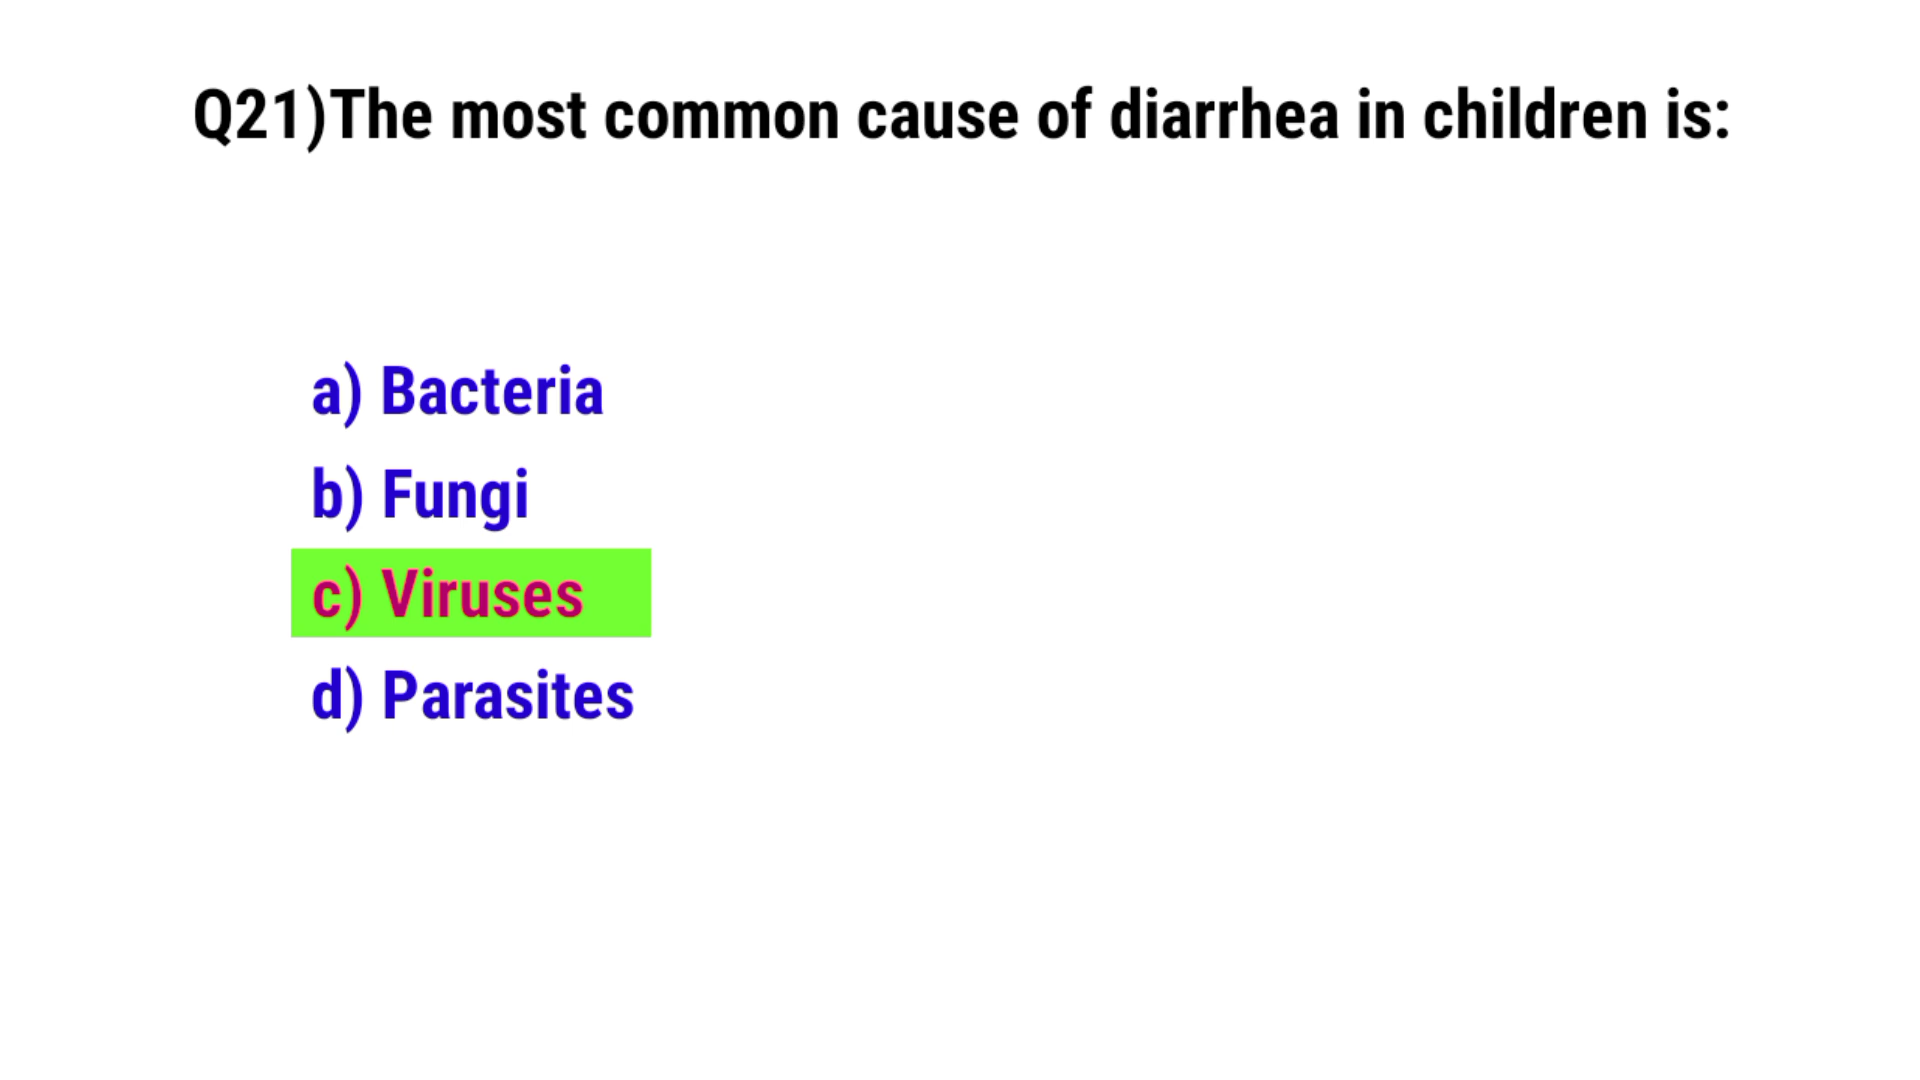 Q21)The most common cause of diarrhea in children is:
a) Bacteria
b) Fungi
c) Viruses
d) Parasites